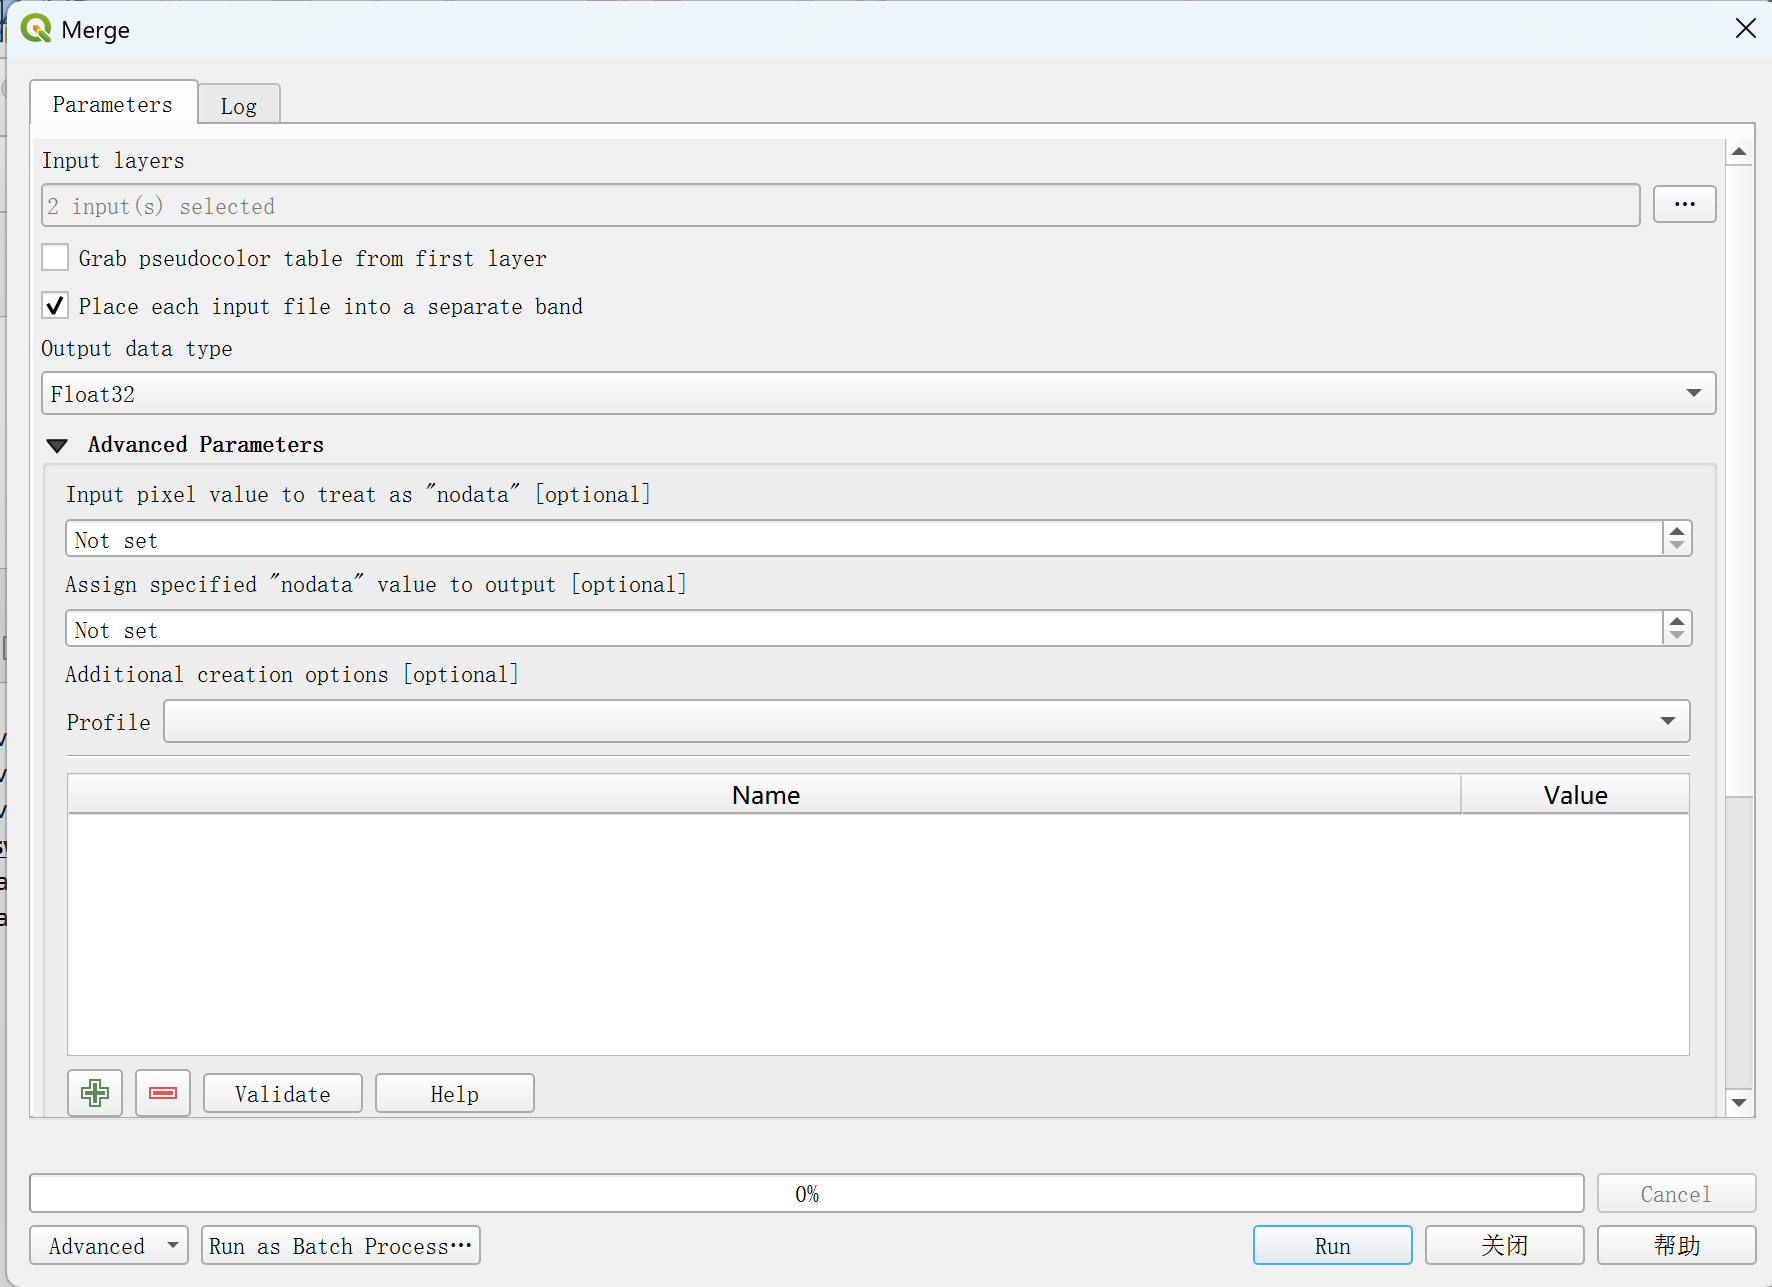 Merge
Parameters
Log
Input layers
2 input(s) selected
...
Grab pseudocolor table from first layer
Place each input file into a separate band
Output data type
Float32
Advanced Parameters
Input pixel value to treat as "nodata" [optional]
Not set
Assign specified "nodata" value to output [optional]
Not set
Additional creation options [optional]
Profile
Name Value
Validate Help
0%
Cancel
Advanced Run as Batch Process… Run 关闭 帮助